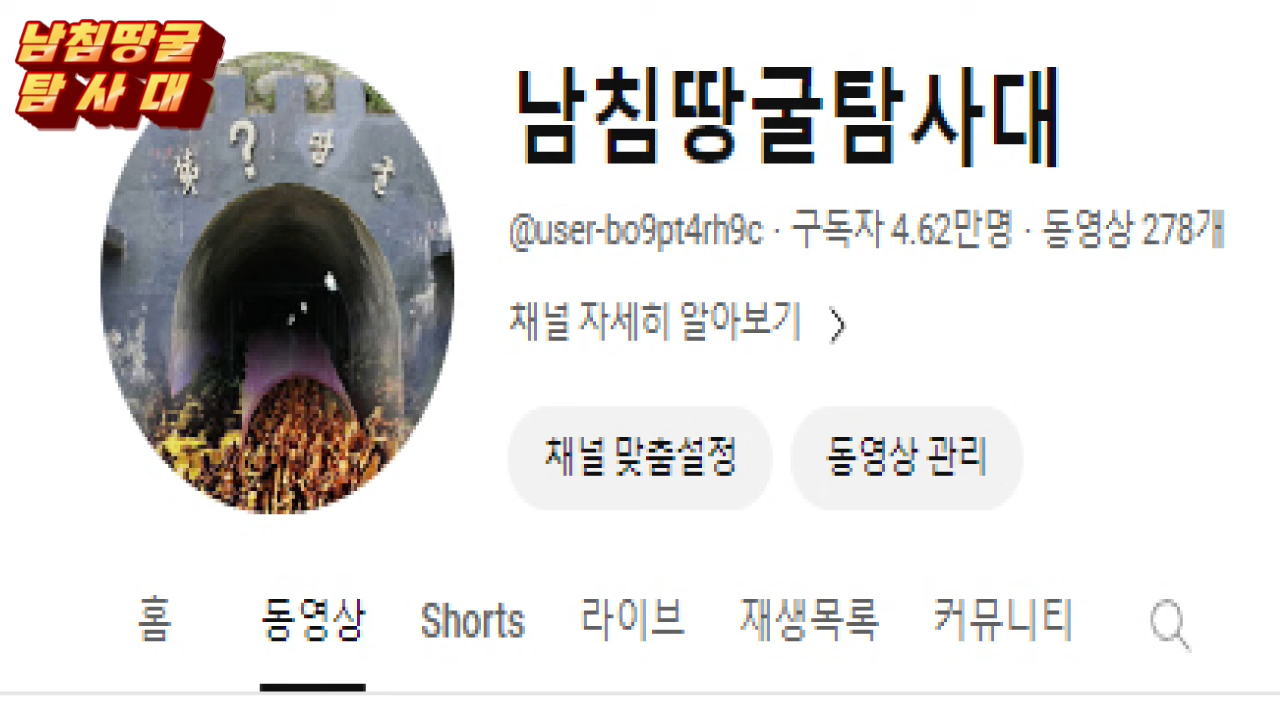 남침땅굴
탐사대
남침땅굴탐사대
@user-bo9pt4rh9c · 구독자 4.62만명 · 동영상 278개
채널 자세히 알아보기 >
채널 맞춤설정
동영상 관리
홈 동영상 Shorts 라이브 재생목록 커뮤니티
? 땅 굴